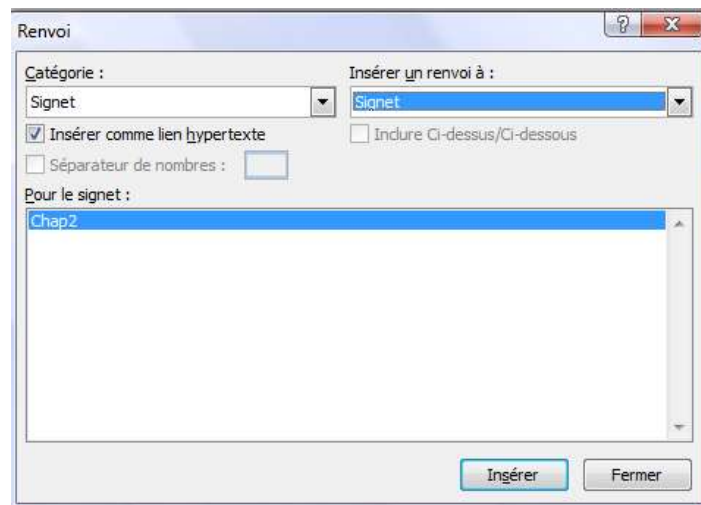 Renvoi
Catégorie :
Insérer un renvoi à :
Signet
Signet
Insérer comme lien hypertexte
Inclure Ci-dessus/Ci-dessous
Séparateur de nombres :
Pour le signet :
Chap2
Insérer
Fermer